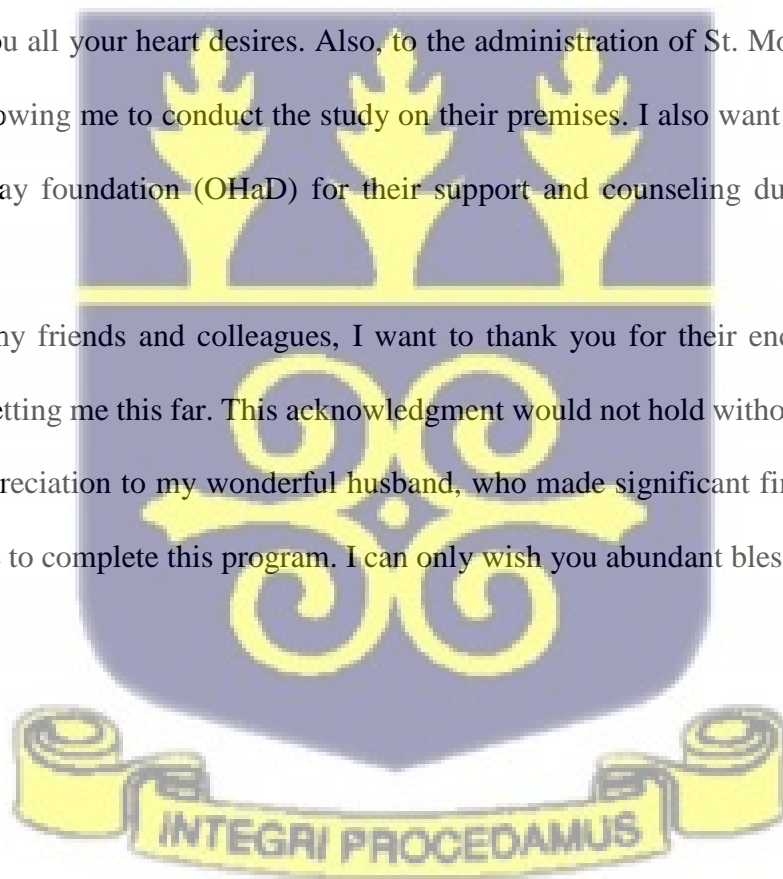 u all your heart desires. Also, to the administration of St. Mo
owing me to conduct the study on their premises. I also want
ay foundation (OHaD) for their support and counseling du
ny friends and colleagues, I want to thank you for their enc
etting me this far. This acknowledgment would not hold witho
reciation to my wonderful husband, who made significant fin
to complete this program. I can only wish you abundant bles
INTEGRI PROCEDAMUS